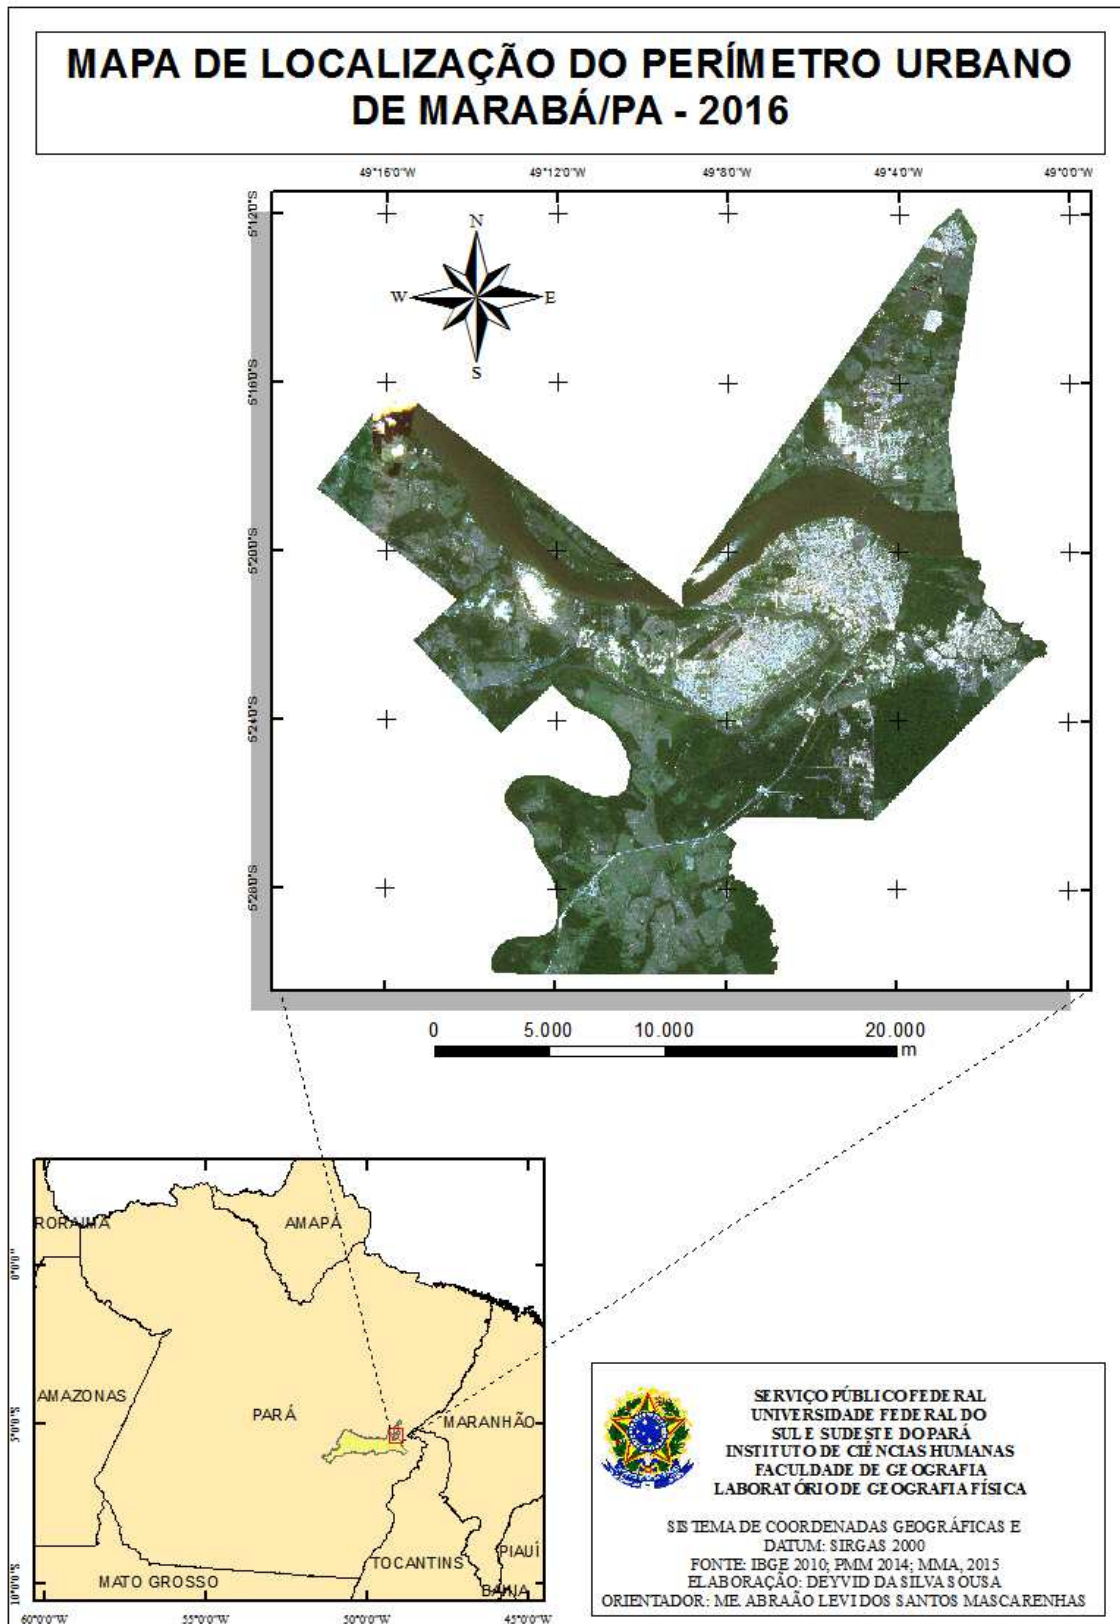 MAPA DE LOCALIZAÇÃO DO PERÍMETRO URBANO
DE MARABÁ/PA - 2016
49°16'0"W 49°12'0"W 49°8'0"W 49°4'0"W 49°0'0"W
5°12'0"S
N
W E
S
5°16'0"S
5°20'0"S
5°24'0"S
5°28'0"S
0 5.000 10.000 20.000
m
RORAIMA
AMAPÁ
0°0'0"
AMAZONAS
PARÁ
MARANHÃO
5°0'0"S
TOCANTINS
PIAUÍ
MATO GROSSO
BAHIA
10°0'0"S
60°0'0"W 55°0'0"W 50°0'0"W 45°0'0"W
SERVIÇO PÚBLICO FEDERAL
UNIVERSIDADE FEDERAL DO
SUL E SUDESTE DO PARÁ
INSTITUTO DE CIÊNCIAS HUMANAS
FACULDADE DE GEOGRAFIA
LABORATÓRIO DE GEOGRAFIA FÍSICA
SISTEMA DE COORDENADAS GEOGRÁFICAS E
DATUM: SIRGAS 2000
FONTE: IBGE 2010; PMM 2014; MMA, 2015
ELABORAÇÃO: DEYVID DA SILVA SOUSA
ORIENTADOR: ME. ABRAÃO LEVI DOS SANTOS MASCARENHAS